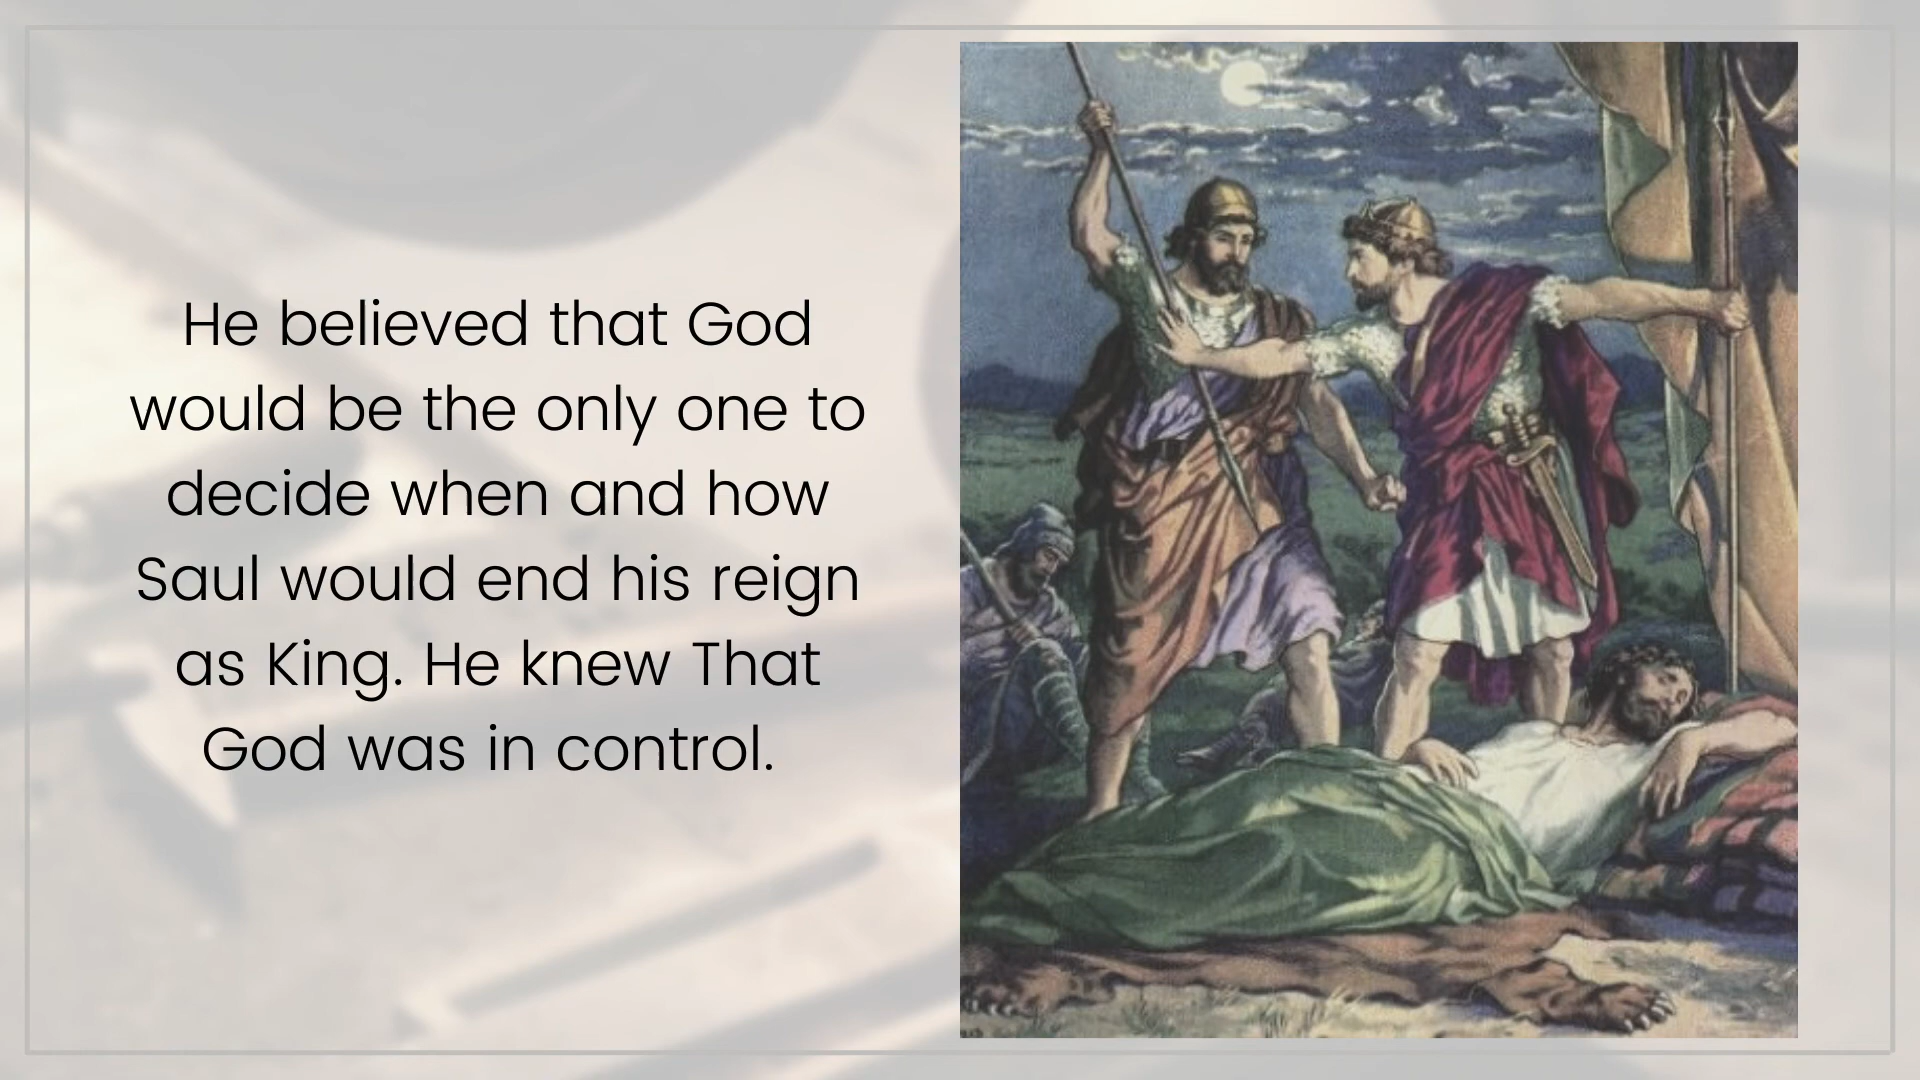 He believed that God
would be the only one to
decide when and how
Saul would end his reign
as King. He knew That
God was in control.